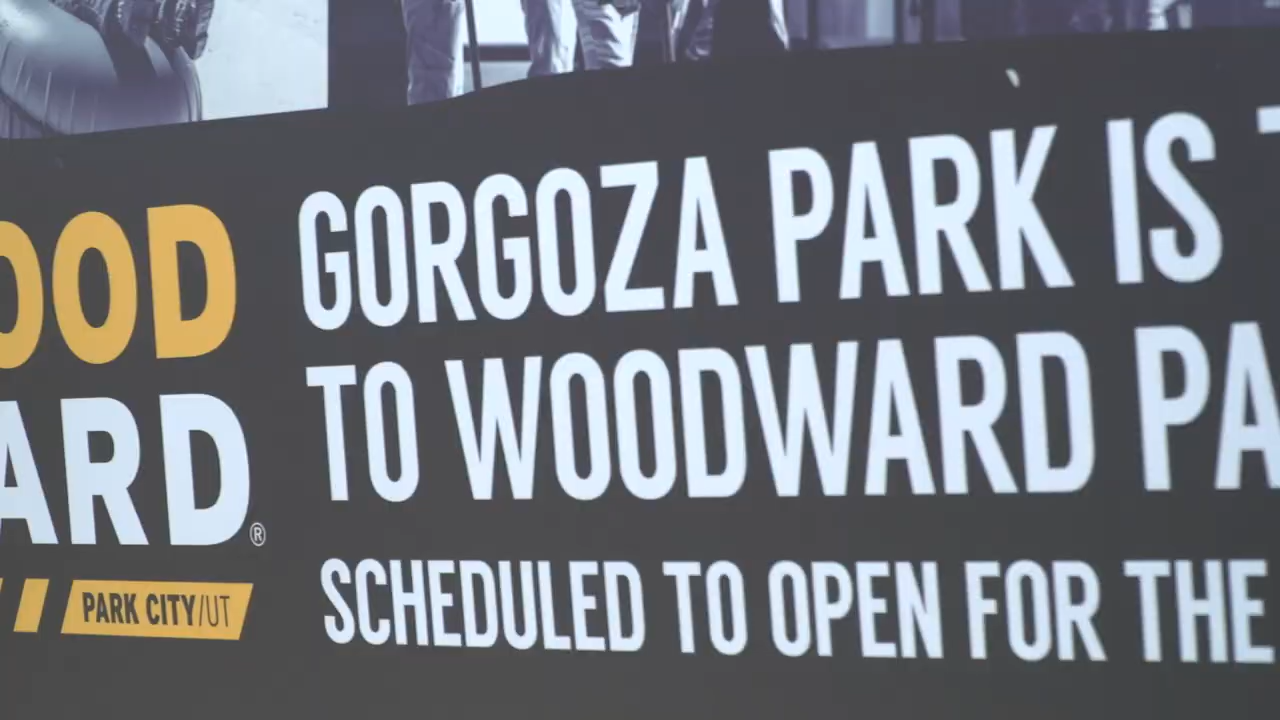 OOD
ARD®
PARK CITY/UT
GORGOZA PARK IS
TO WOODWARD PA
SCHEDULED TO OPEN FOR THE